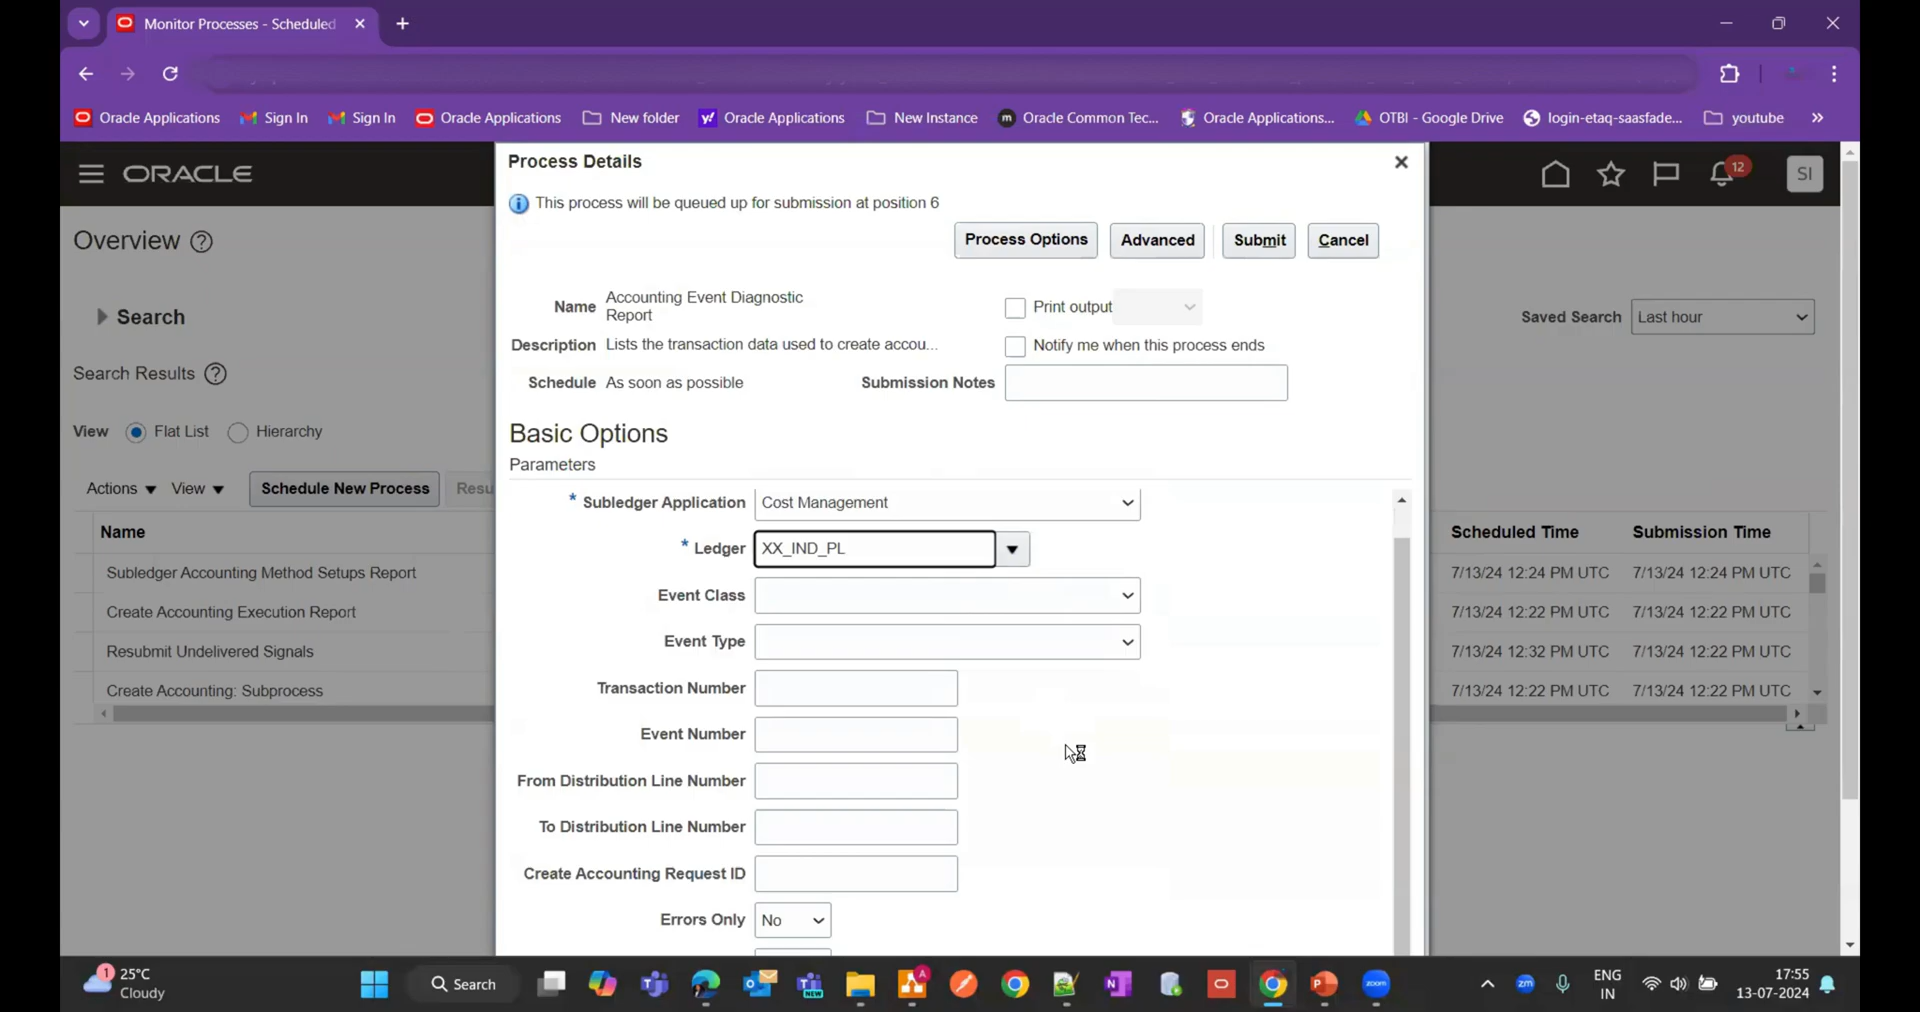 Monitor Processes - Scheduled
Oracle Applications
Sign In
Sign In
Oracle Applications
New folder
Oracle Applications
New Instance
Oracle Common Tec...
Oracle Applications...
OTBI - Google Drive
login-etaq-saasfade...
youtube
ORACLE
12
SI
Process Details
This process will be queued up for submission at position 6
Process Options
Advanced
Submit
Cancel
Overview
Search
Saved Search Last hour
Search Results
View Flat List Hierarchy
Actions View Schedule New Process Resu
Name
Subledger Accounting Method Setups Report
Create Accounting Execution Report
Resubmit Undelivered Signals
Create Accounting: Subprocess
Name Accounting Event Diagnostic
Report
Print output
Description Lists the transaction data used to create accou...
Notify me when this process ends
Schedule As soon as possible
Submission Notes
Basic Options
Parameters
* Subledger Application Cost Management
* Ledger XX_IND_PL
Event Class
Event Type
Transaction Number
Event Number
From Distribution Line Number
To Distribution Line Number
Create Accounting Request ID
Errors Only No
Scheduled Time Submission Time
7/13/24 12:24 PM UTC 7/13/24 12:24 PM UTC
7/13/24 12:22 PM UTC 7/13/24 12:22 PM UTC
7/13/24 12:32 PM UTC 7/13/24 12:22 PM UTC
7/13/24 12:22 PM UTC 7/13/24 12:22 PM UTC
1
25°C
Cloudy
Search
NEW
A
zoom
zm
ENG
IN
17:55
13-07-2024